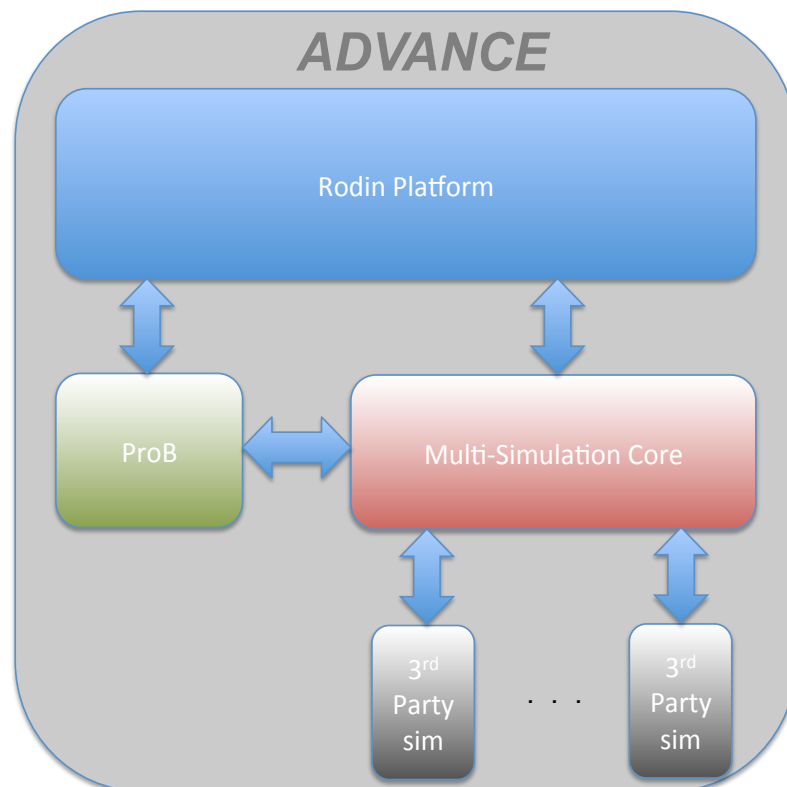 ADVANCE
Rodin Platform
ProB
Multi-Simulation Core
3rd
Party
sim
. . .
3rd
Party
sim